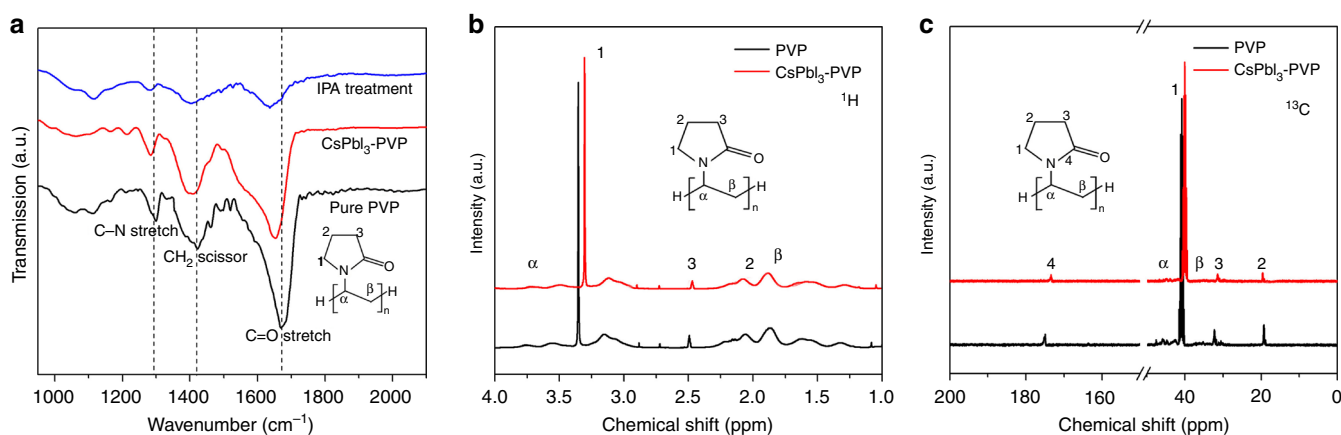 a
Transmission (a.u.)
IPA treatment
CsPbI₃-PVP
Pure PVP
C–N stretch
CH₂ scissor
C=O stretch
2
3
1
N
O
H
α
β
H
n
1000
1200
1400
1600
1800
2000
Wavenumber (cm⁻¹)
b
Intensity (a.u.)
PVP
CsPbI₃-PVP
¹H
1
2
3
1
N
O
H
α
β
H
n
α
3
2
β
4.0
3.5
3.0
2.5
2.0
1.5
1.0
Chemical shift (ppm)
c
Intensity (a.u.)
PVP
CsPbI₃-PVP
¹³C
1
2
3
1
4
N
O
H
α
β
H
n
4
α
β
3
2
200
150
40
20
0
Chemical shift (ppm)